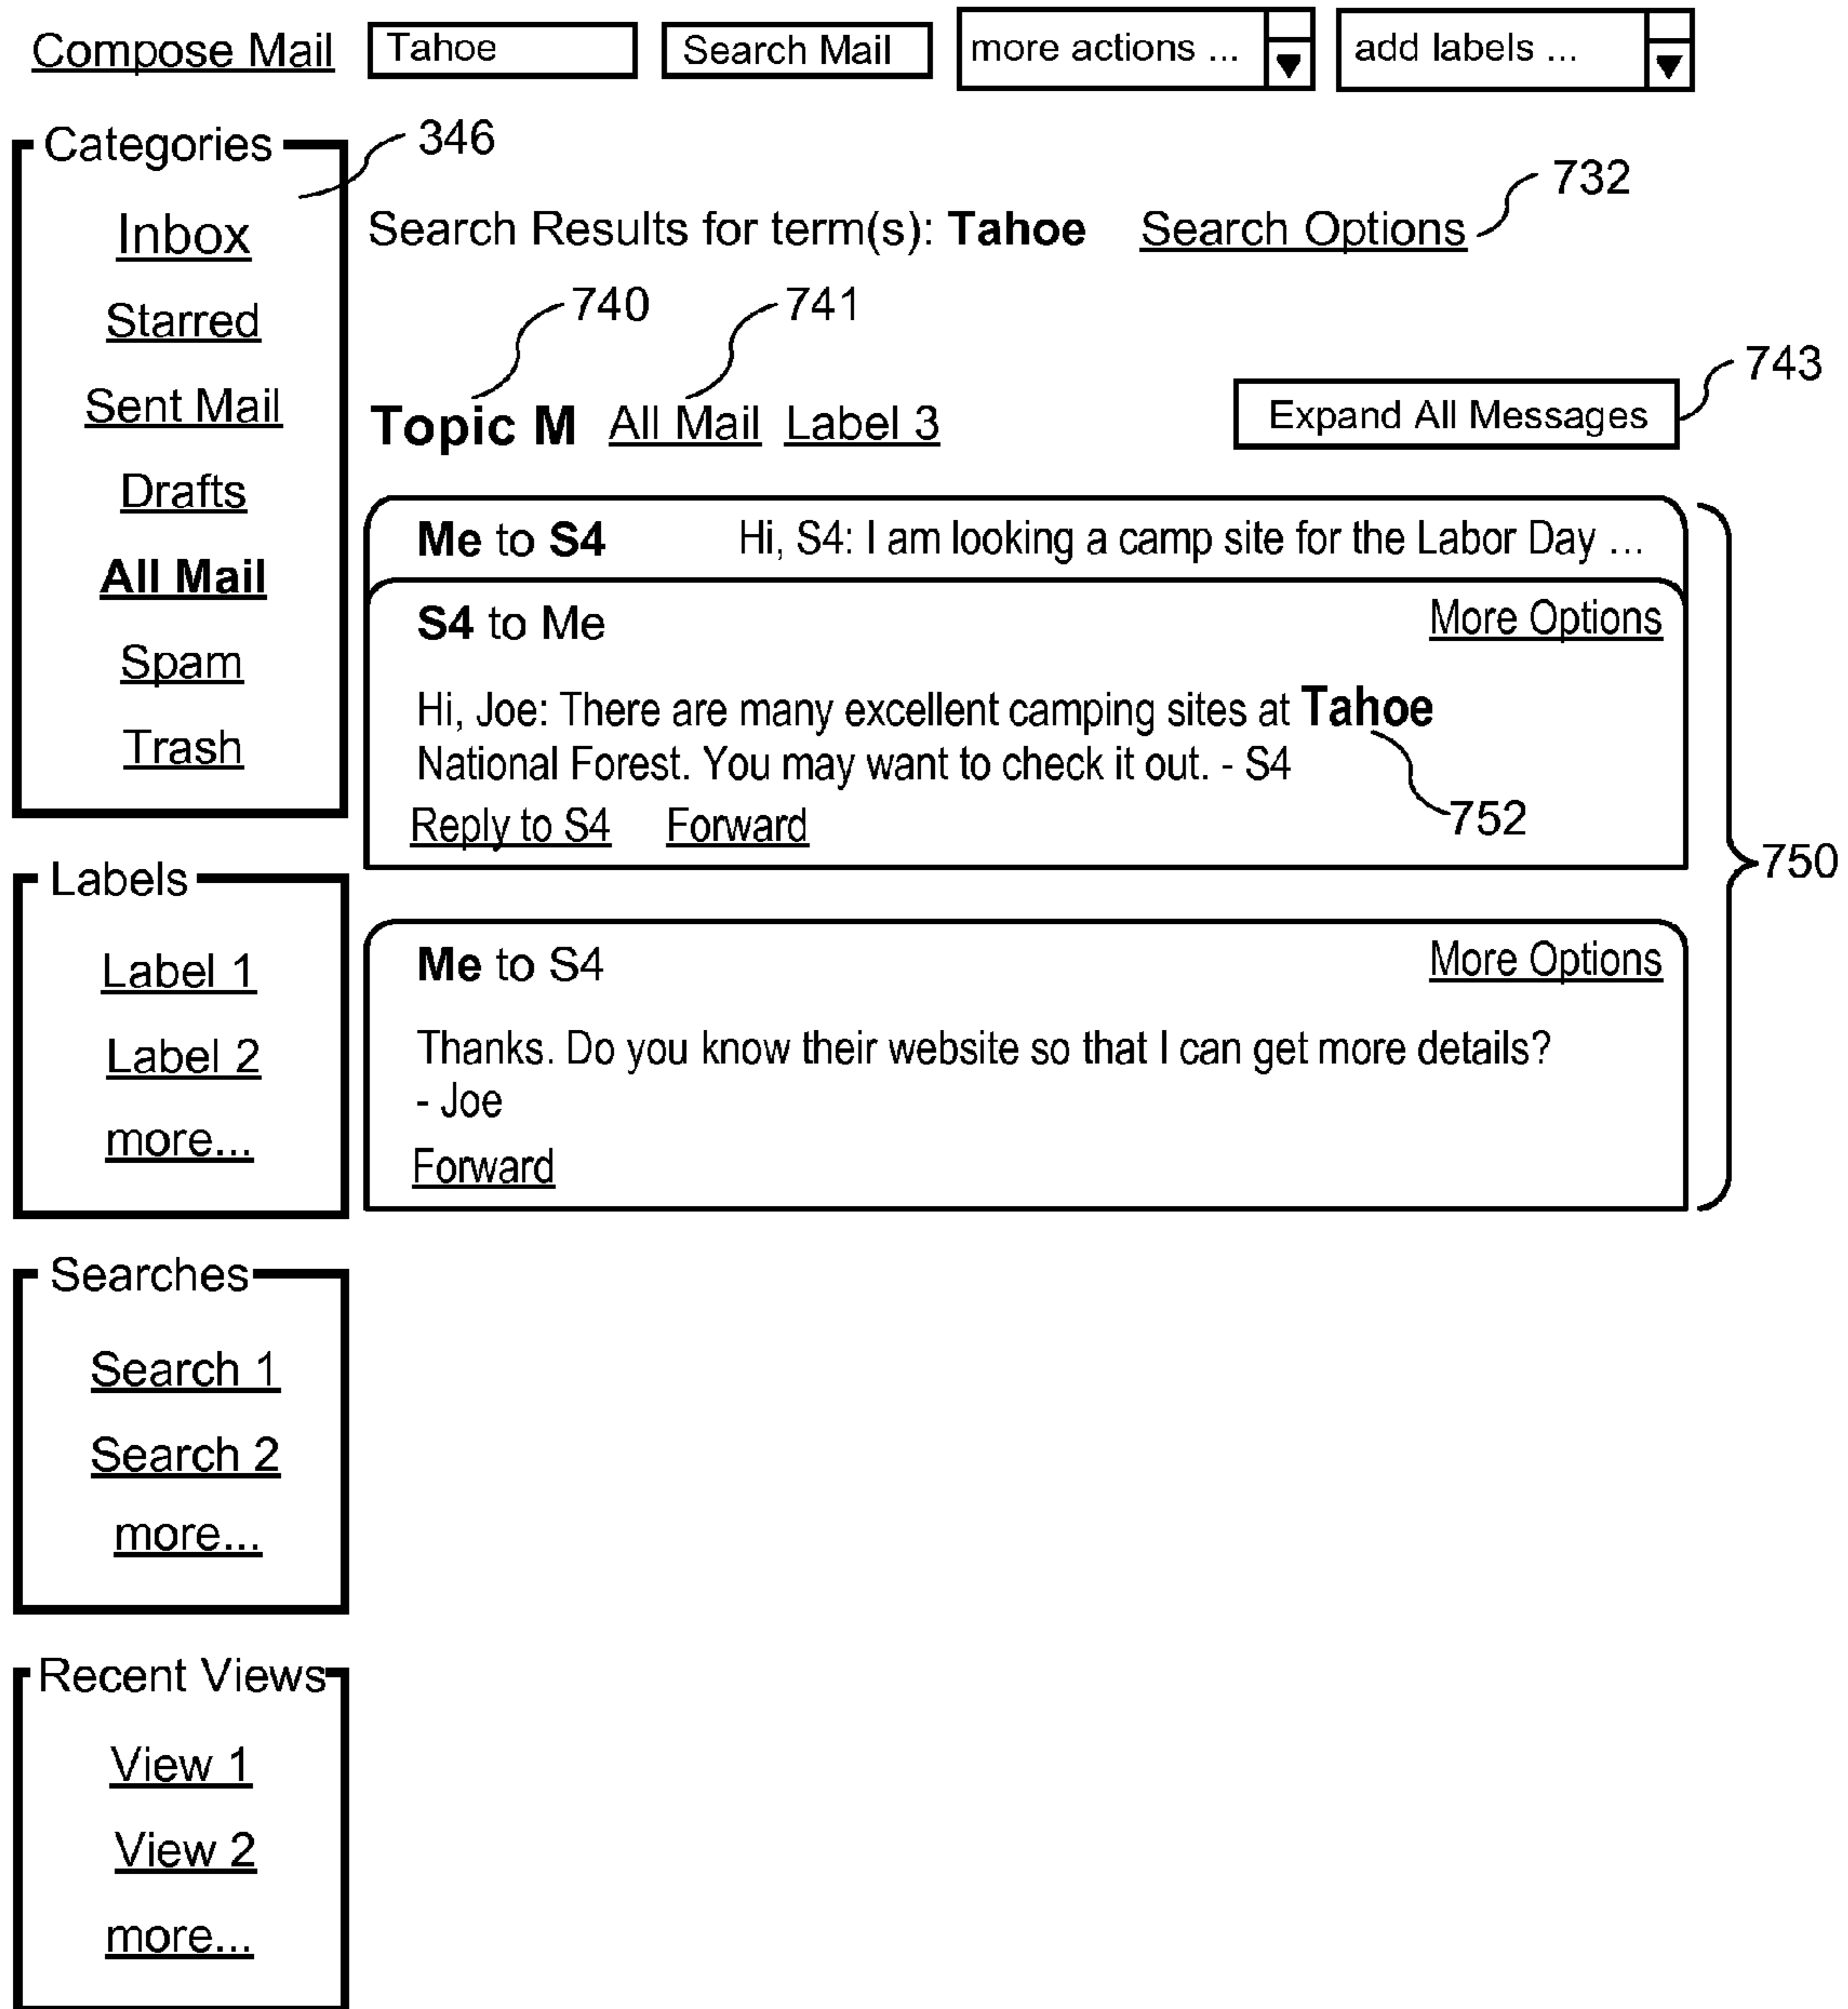 Compose Mail Tahoe Search Mail more actions ... add labels ...
Categories
346
Inbox
Starred
Sent Mail
Drafts
All Mail
Spam
Trash
Labels
Label 1
Label 2
more...
Searches
Search 1
Search 2
more...
Recent Views
View 1
View 2
more...
732
Search Results for term(s): Tahoe Search Options
740 741
743
Topic M All Mail Label 3 Expand All Messages
Me to S4 Hi, S4: I am looking a camp site for the Labor Day ...
S4 to Me More Options
Hi, Joe: There are many excellent camping sites at Tahoe
National Forest. You may want to check it out. - S4
Reply to S4 Forward 752
750
Me to S4 More Options
Thanks. Do you know their website so that I can get more details?
- Joe
Forward